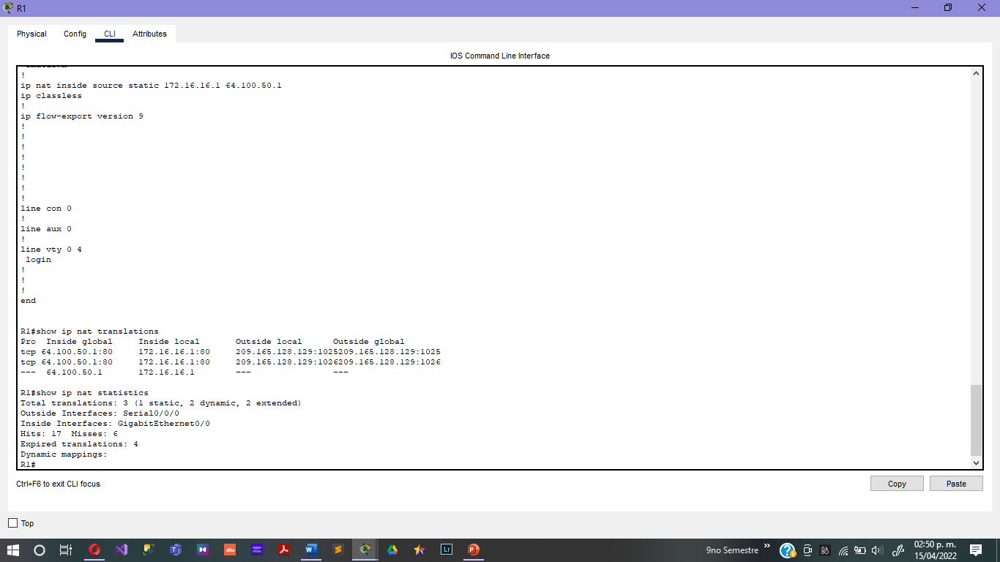 R1
Physical Config CLI Attributes
IOS Command Line Interface
!
ip nat inside source static 172.16.16.1 64.100.50.1
ip classless
!
ip flow-export version 9
!
!
!
!
!
!
!
!
line con 0
!
line aux 0
!
line vty 0 4
login
!
!
!
end
R1#show ip nat translations
Pro Inside global Inside local Outside local Outside global
tcp 64.100.50.1:80 172.16.16.1:80 209.165.128.129:1025209.165.128.129:1025
tcp 64.100.50.1:80 172.16.16.1:80 209.165.128.129:1026209.165.128.129:1026
--- 64.100.50.1 172.16.16.1 --- ---
R1#show ip nat statistics
Total translations: 3 (1 static, 2 dynamic, 2 extended)
Outside Interfaces: Serial0/0/0
Inside Interfaces: GigabitEthernet0/0
Hits: 17 Misses: 6
Expired translations: 4
Dynamic mappings:
R1#
Ctrl+F6 to exit CLI focus
Copy Paste
Top
dts
Lr
9no Semestre
02:50 p. m.
15/04/2022